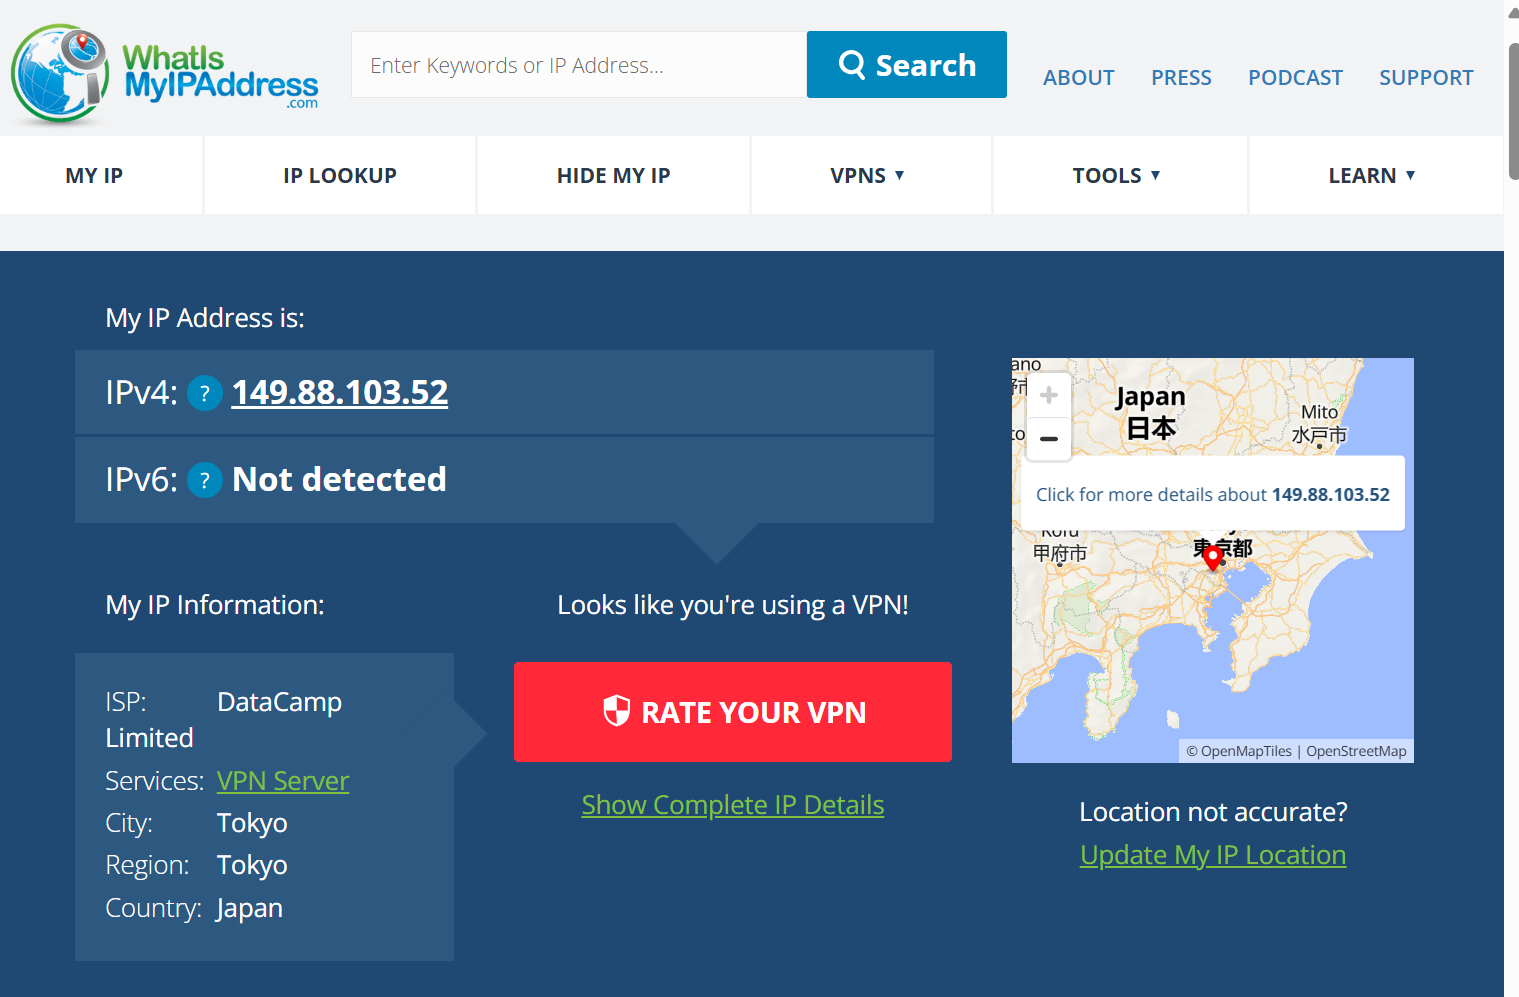 WhatIs
MyIPAddress
.com
Enter Keywords or IP Address...
Search
ABOUT
PRESS
PODCAST
SUPPORT
MY IP
IP LOOKUP
HIDE MY IP
VPNS ▼
TOOLS ▼
LEARN ▼
My IP Address is:
IPv4: ? 149.88.103.52
IPv6: ? Not detected
My IP Information:
ISP: DataCamp
Limited
Services: VPN Server
City: Tokyo
Region: Tokyo
Country: Japan
Looks like you're using a VPN!
RATE YOUR VPN
Show Complete IP Details
+
−
Japan
日本
Mito
水戸市
Click for more details about 149.88.103.52
甲府市
東京都
© OpenMapTiles | OpenStreetMap
Location not accurate?
Update My IP Location